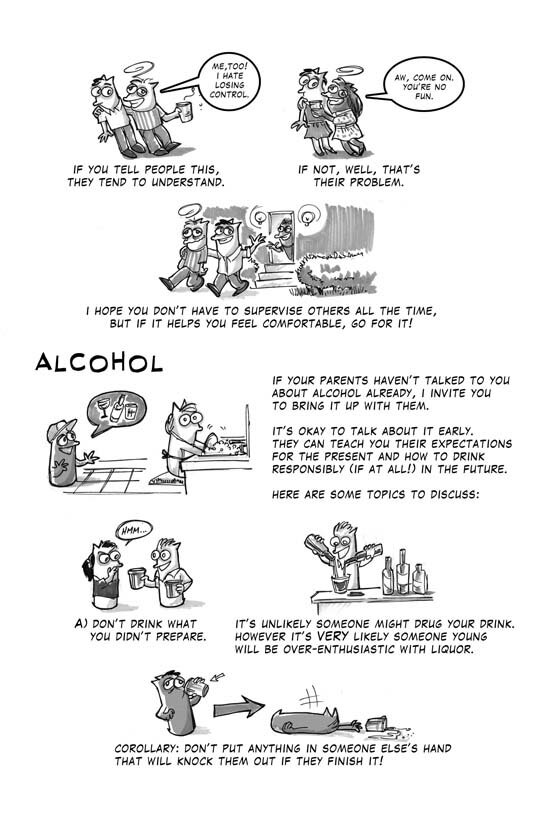 ME, TOO!
I HATE
LOSING
CONTROL.
AW, COME ON.
YOU'RE NO
FUN.
IF YOU TELL PEOPLE THIS,
THEY TEND TO UNDERSTAND.
IF NOT, WELL, THAT'S
THEIR PROBLEM.
I HOPE YOU DON'T HAVE TO SUPERVISE OTHERS ALL THE TIME,
BUT IF IT HELPS YOU FEEL COMFORTABLE, GO FOR IT!
ALCOHOL
IF YOUR PARENTS HAVEN'T TALKED TO YOU
ABOUT ALCOHOL ALREADY, I INVITE YOU
TO BRING IT UP WITH THEM.
IT'S OKAY TO TALK ABOUT IT EARLY.
THEY CAN TEACH YOU THEIR EXPECTATIONS
FOR THE PRESENT AND HOW TO DRINK
RESPONSIBLY (IF AT ALL!) IN THE FUTURE.
HERE ARE SOME TOPICS TO DISCUSS:
HMM...
A) DON'T DRINK WHAT
YOU DIDN'T PREPARE.
IT'S UNLIKELY SOMEONE MIGHT DRUG YOUR DRINK.
HOWEVER IT'S VERY LIKELY SOMEONE YOUNG
WILL BE OVER-ENTHUSIASTIC WITH LIQUOR.
COROLLARY: DON'T PUT ANYTHING IN SOMEONE ELSE'S HAND
THAT WILL KNOCK THEM OUT IF THEY FINISH IT!